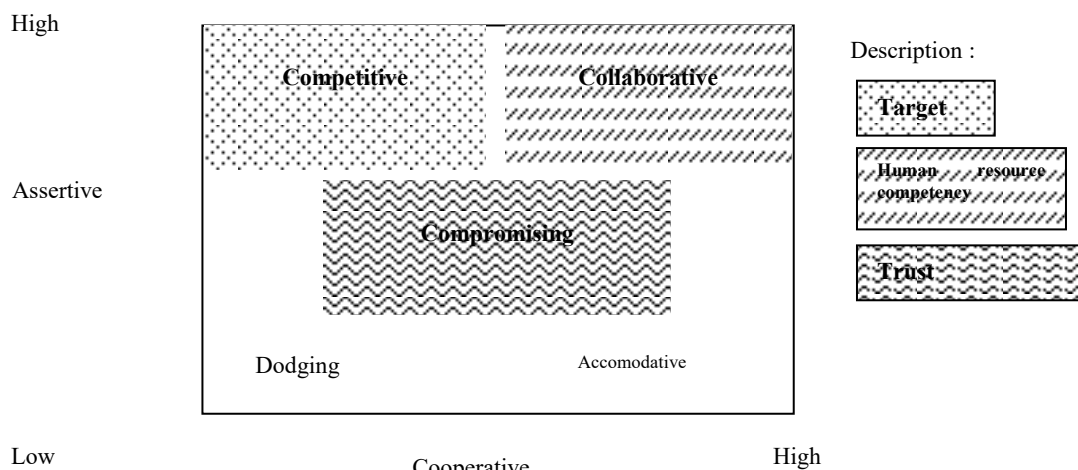 High
Description :
Competitive
Collaborative
Target
Human resource
competency
Assertive
Compromising
Trust
Dodging
Accomodative
Low
Cooperative
High